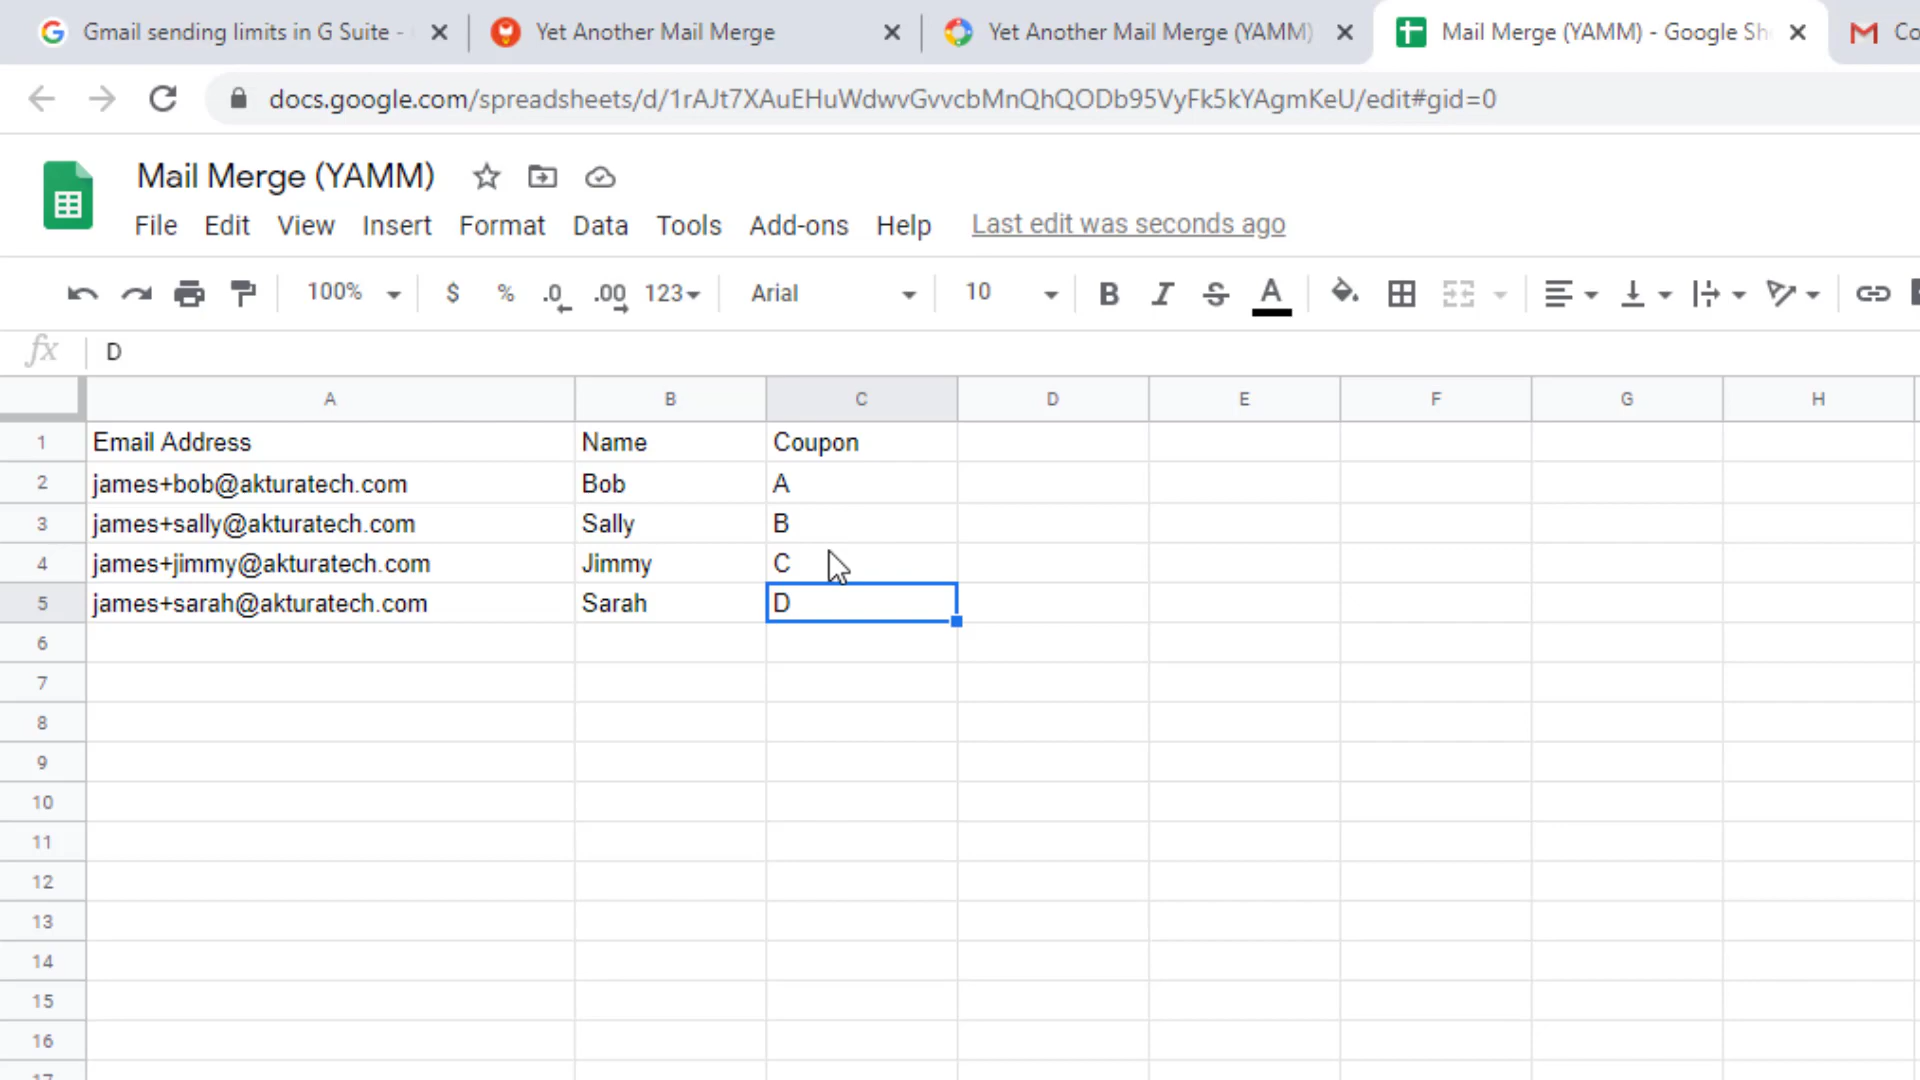 Gmail sending limits in G Suite -
Yet Another Mail Merge
Yet Another Mail Merge (YAMM)
Mail Merge (YAMM) - Google Sh
Co
docs.google.com/spreadsheets/d/1rAJt7XAuEHuWdwvGvvcbMnQhQODb95VyFk5kYAgmKeU/edit#gid=0
Mail Merge (YAMM)
File Edit View Insert Format Data Tools Add-ons Help Last edit was seconds ago
100% $ % .0 .00 123 Arial 10 B I S A
fx D
A B C D E F G H
1 Email Address Name Coupon
2 james+bob@akturatech.com Bob A
3 james+sally@akturatech.com Sally B
4 james+jimmy@akturatech.com Jimmy C
5 james+sarah@akturatech.com Sarah D
6
7
8
9
10
11
12
13
14
15
16
17